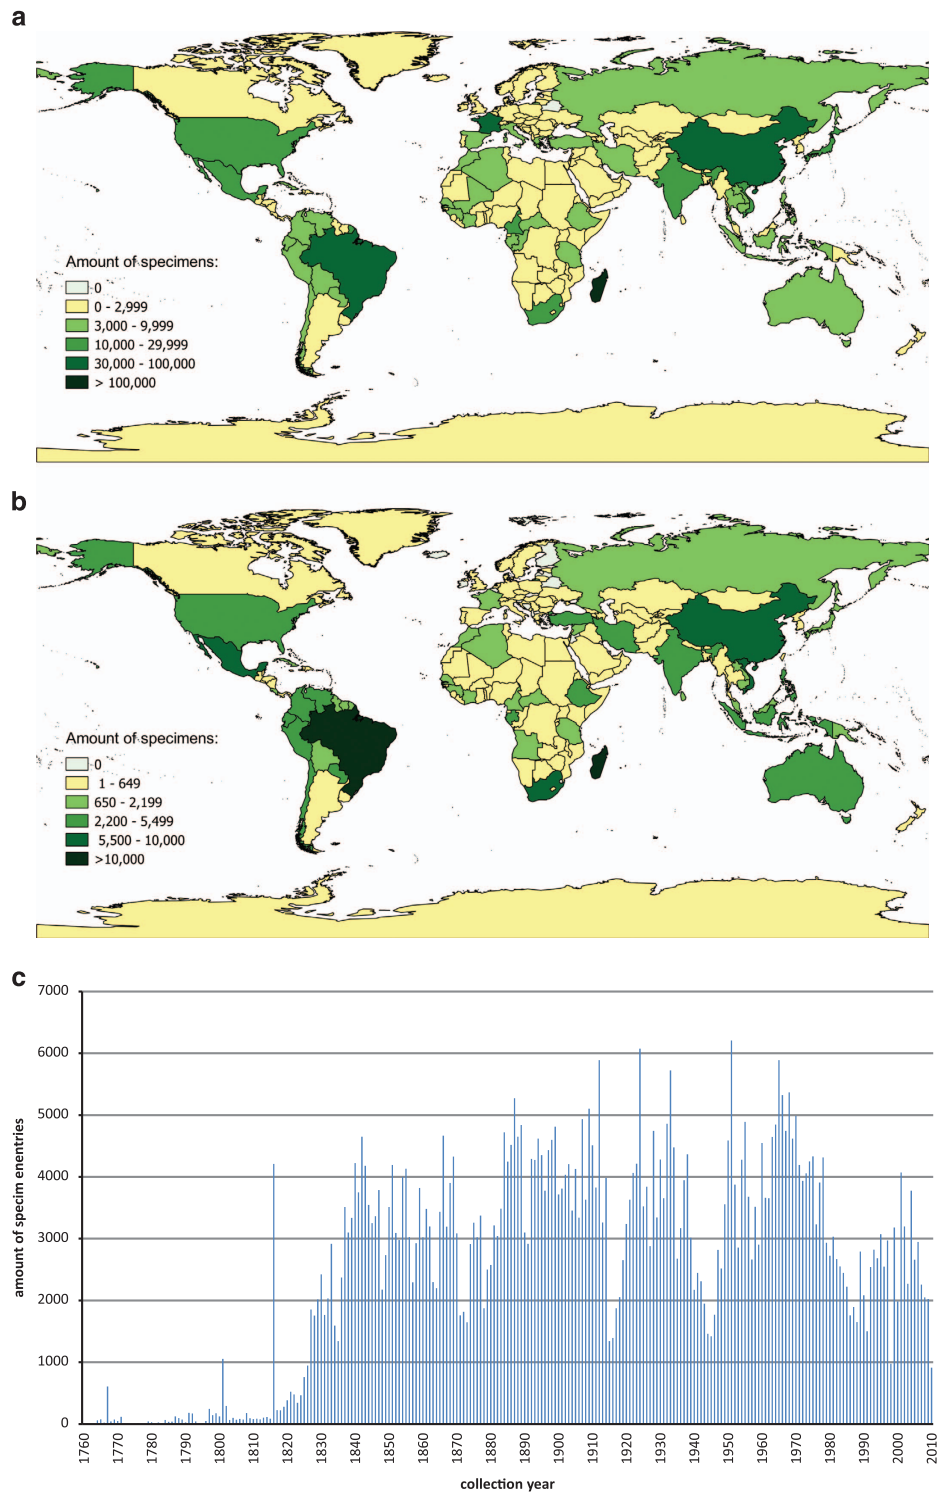 a
Amount of specimens:
0
0 - 2,999
3,000 - 9,999
10,000 - 29,999
30,000 - 100,000
> 100,000
b
Amount of specimens:
0
1 - 649
650 - 2,199
2,200 - 5,499
5,500 - 10,000
>10,000
c
7000
6000
5000
4000
3000
2000
1000
0
amount of specim enentries
1760 1770 1780 1790 1800 1810 1820 1830 1840 1850 1860 1870 1880 1890 1900 1910 1920 1930 1940 1950 1960 1970 1980 1990 2000 2010
collection year